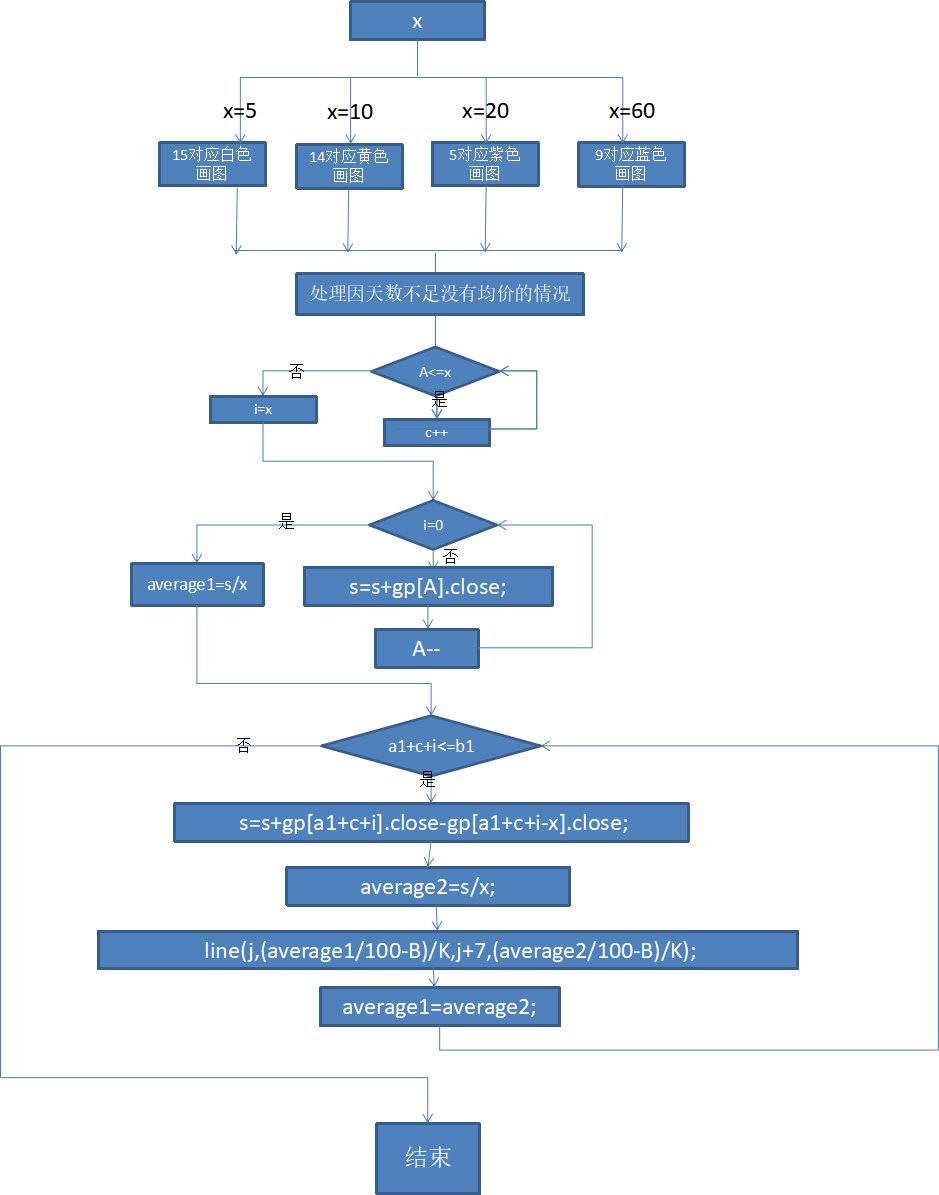 x
x=5
x=10
x=20
x=60
15对应白色
画图
14对应黄色
画图
5对应紫色
画图
9对应蓝色
画图
处理因天数不足没有均价的情况
A<=x
否
是
i=x
c++
i=0
是
否
average1=s/x
s=s+gp[A].close;
A--
a1+c+i<=b1
否
是
s=s+gp[a1+c+i].close-gp[a1+c+i-x].close;
average2=s/x;
line(j,(average1/100-B)/K,j+7,(average2/100-B)/K);
average1=average2;
结束